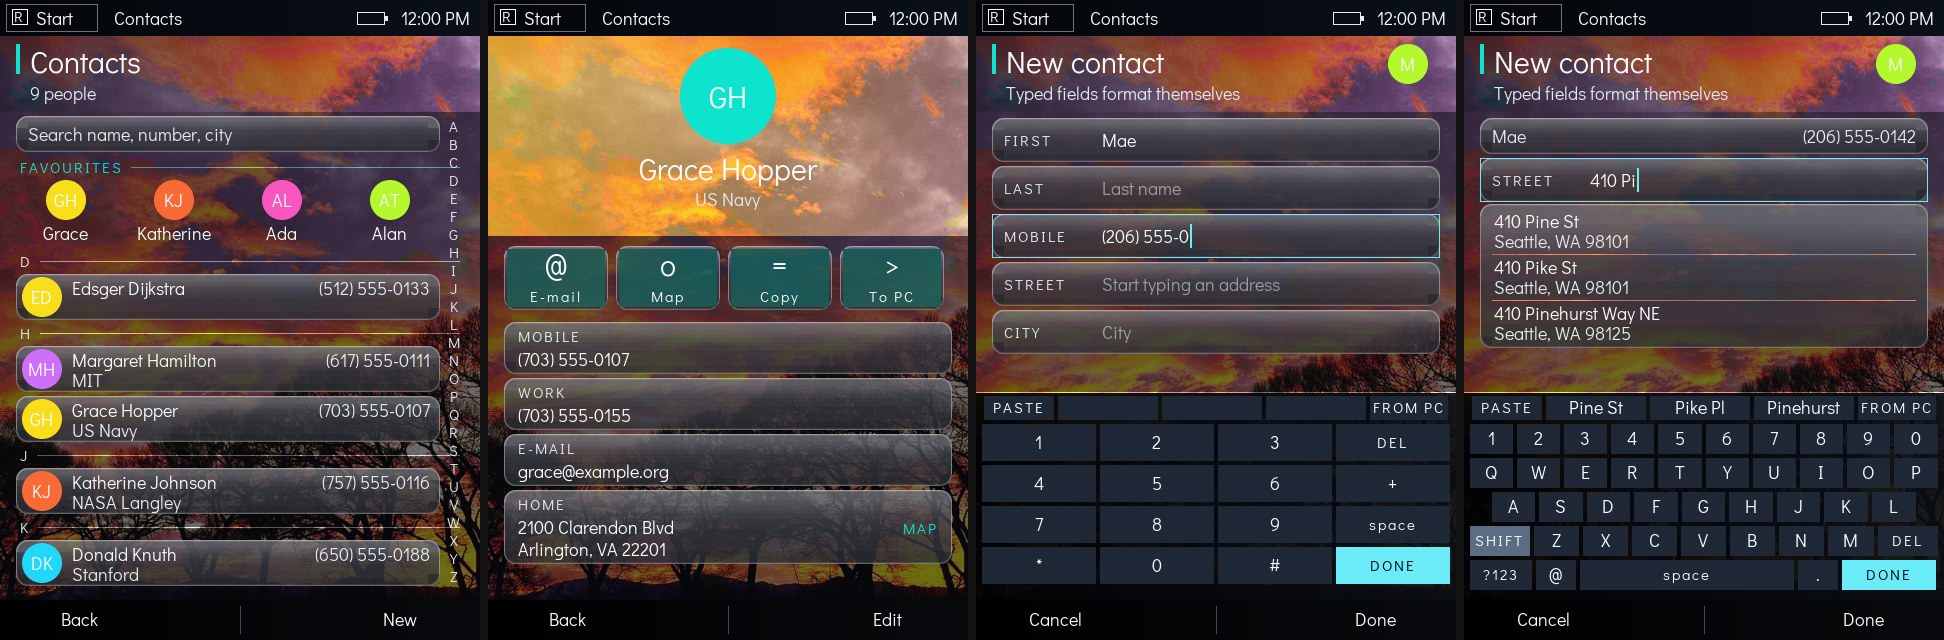 R Start Contacts 12:00 PM
Contacts
9 people
Search name, number, city
FAVOURITES
GH KJ AL AT
Grace Katherine Ada Alan
D
ED Edsger Dijkstra (512) 555-0133
H
MH Margaret Hamilton (617) 555-0111
MIT
GH Grace Hopper (703) 555-0107
US Navy
J
KJ Katherine Johnson (757) 555-0116
NASA Langley
K
DK Donald Knuth (650) 555-0188
Stanford
A
B
C
D
E
F
G
H
I
J
K
L
M
N
O
P
Q
R
S
T
U
V
W
X
Y
Z
Back New
R Start Contacts 12:00 PM
GH
Grace Hopper
US Navy
@ o = >
E-mail Map Copy To PC
MOBILE
(703) 555-0107
WORK
(703) 555-0155
E-MAIL
grace@example.org
HOME
2100 Clarendon Blvd MAP
Arlington, VA 22201
Back Edit
R Start Contacts 12:00 PM
New contact M
Typed fields format themselves
FIRST Mae
LAST Last name
MOBILE (206) 555-0
STREET Start typing an address
CITY City
PASTE FROM PC
1 2 3 DEL
4 5 6 +
7 8 9 space
* 0 # DONE
Cancel Done
R Start Contacts 12:00 PM
New contact M
Typed fields format themselves
Mae (206) 555-0142
STREET 410 Pi
410 Pine St
Seattle, WA 98101
410 Pike St
Seattle, WA 98101
410 Pinehurst Way NE
Seattle, WA 98125
PASTE Pine St Pike Pl Pinehurst FROM PC
1 2 3 4 5 6 7 8 9 0
Q W E R T Y U I O P
A S D F G H J K L
SHIFT Z X C V B N M DEL
?123 @ space . DONE
Cancel Done